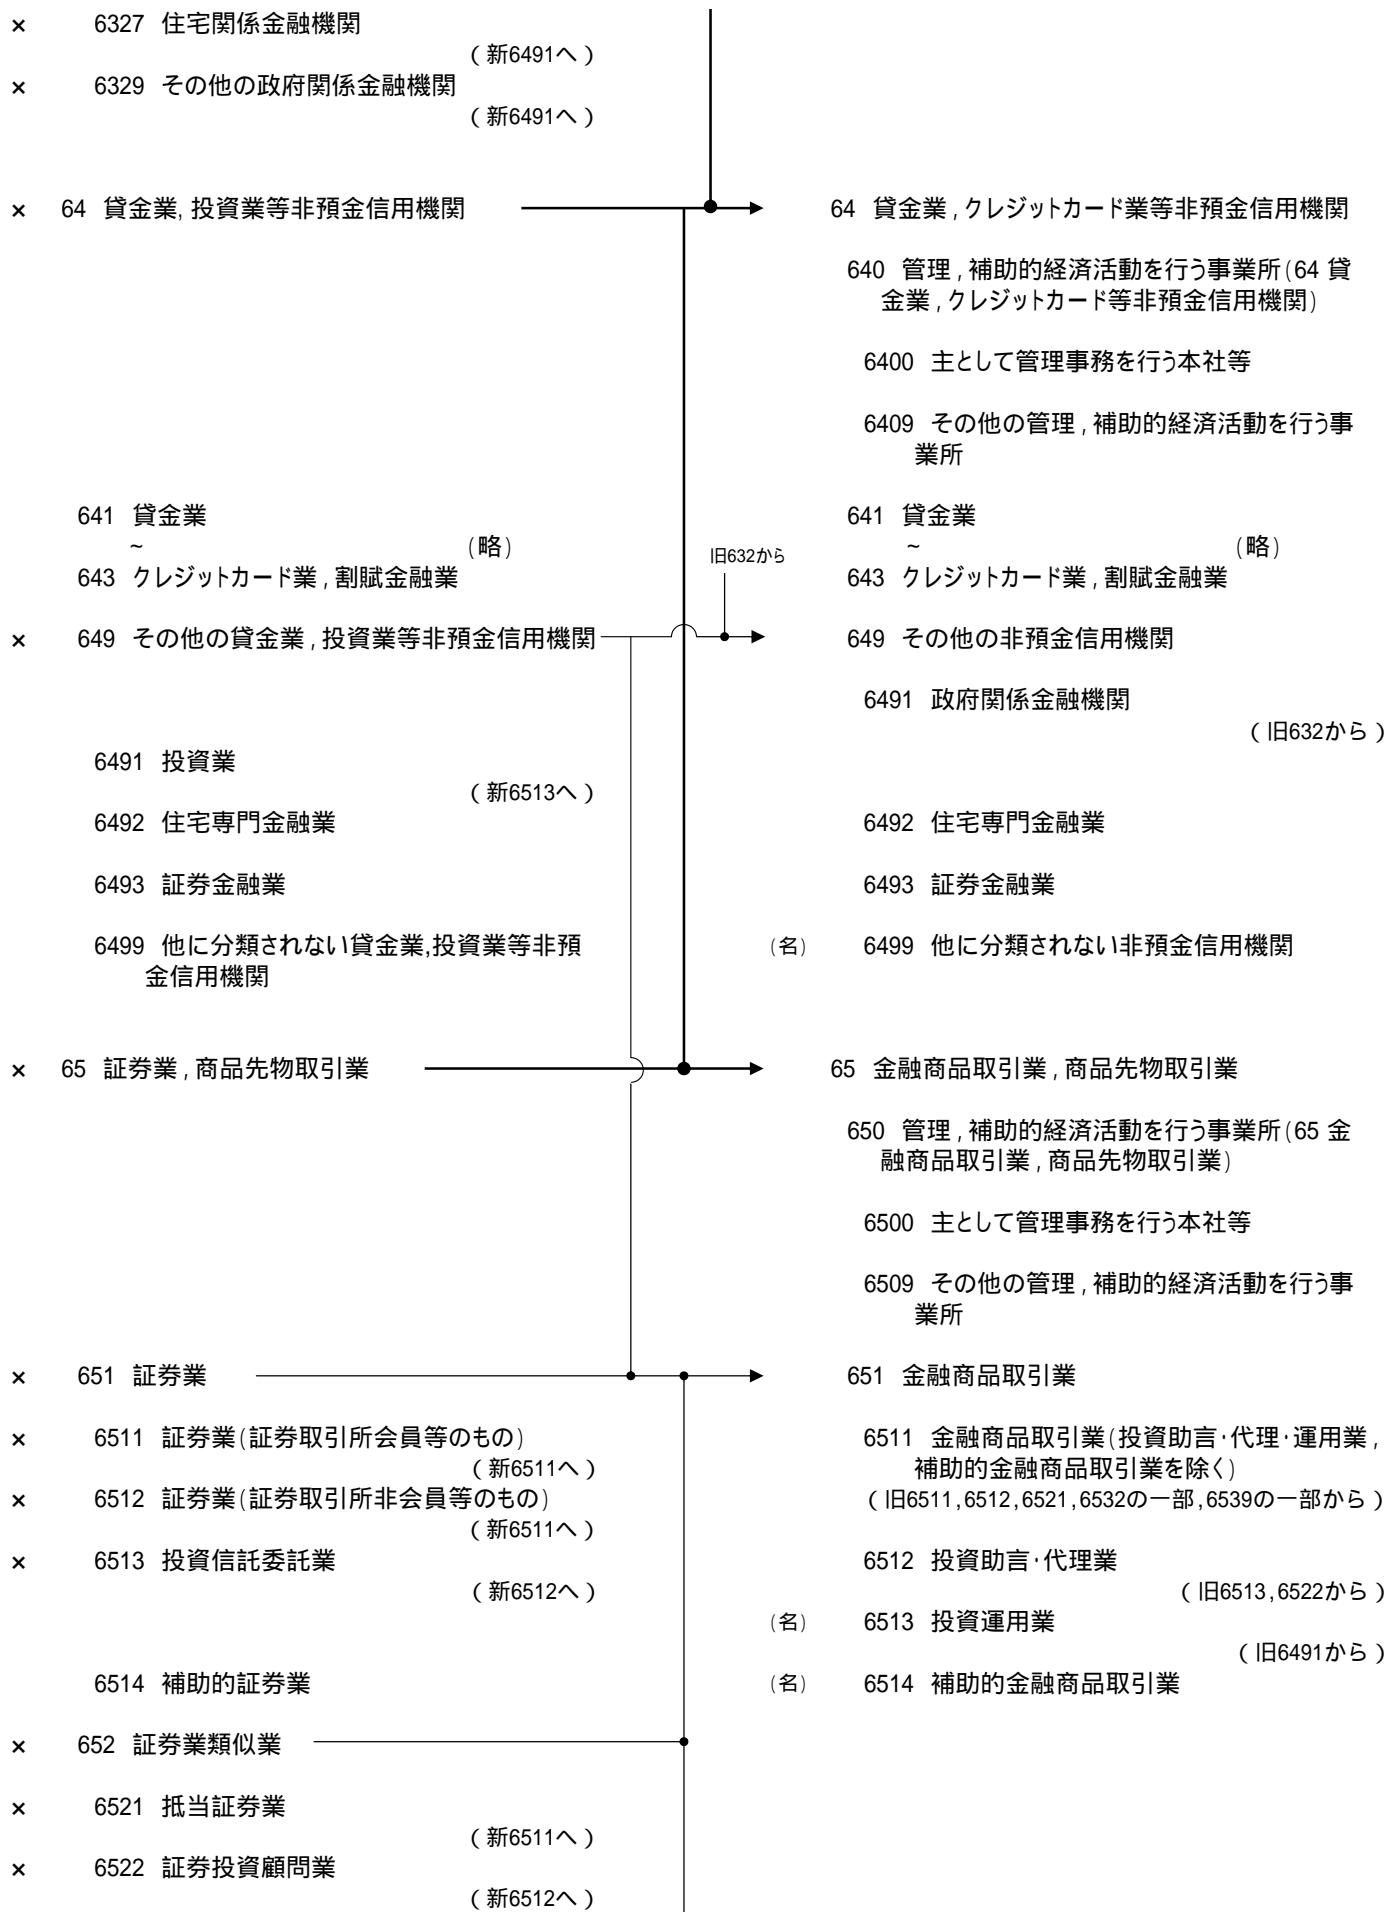 × 6327 住宅関係金融機関
（新6491へ）
× 6329 その他の政府関係金融機関
（新6491へ）
× 64 貸金業,投資業等非預金信用機関
64 貸金業,クレジットカード業等非預金信用機関
640 管理,補助的経済活動を行う事業所(64 貸
金業,クレジットカード等非預金信用機関)
6400 主として管理事務を行う本社等
6409 その他の管理,補助的経済活動を行う事
業所
641 貸金業
641 貸金業
~ (略)
~ (略)
旧632から
643 クレジットカード業,割賦金融業
643 クレジットカード業,割賦金融業
× 649 その他の貸金業,投資業等非預金信用機関
649 その他の非預金信用機関
6491 政府関係金融機関
（旧632から）
6491 投資業
（新6513へ）
6492 住宅専門金融業
6492 住宅専門金融業
6493 証券金融業
6493 証券金融業
6499 他に分類されない貸金業,投資業等非預
金信用機関
(名) 6499 他に分類されない非預金信用機関
× 65 証券業,商品先物取引業
65 金融商品取引業,商品先物取引業
650 管理,補助的経済活動を行う事業所(65 金
融商品取引業,商品先物取引業)
6500 主として管理事務を行う本社等
6509 その他の管理,補助的経済活動を行う事
業所
× 651 証券業
651 金融商品取引業
× 6511 証券業(証券取引所会員等のもの)
（新6511へ）
6511 金融商品取引業(投資助言・代理・運用業,
補助的金融商品取引業を除く)
（旧6511,6512,6521,6532の一部,6539の一部から）
× 6512 証券業(証券取引所非会員等のもの)
（新6511へ）
× 6513 投資信託委託業
（新6512へ）
6512 投資助言・代理業
（旧6513,6522から）
(名) 6513 投資運用業
（旧6491から）
6514 補助的証券業
(名) 6514 補助的金融商品取引業
× 652 証券業類似業
× 6521 抵当証券業
（新6511へ）
× 6522 証券投資顧問業
（新6512へ）